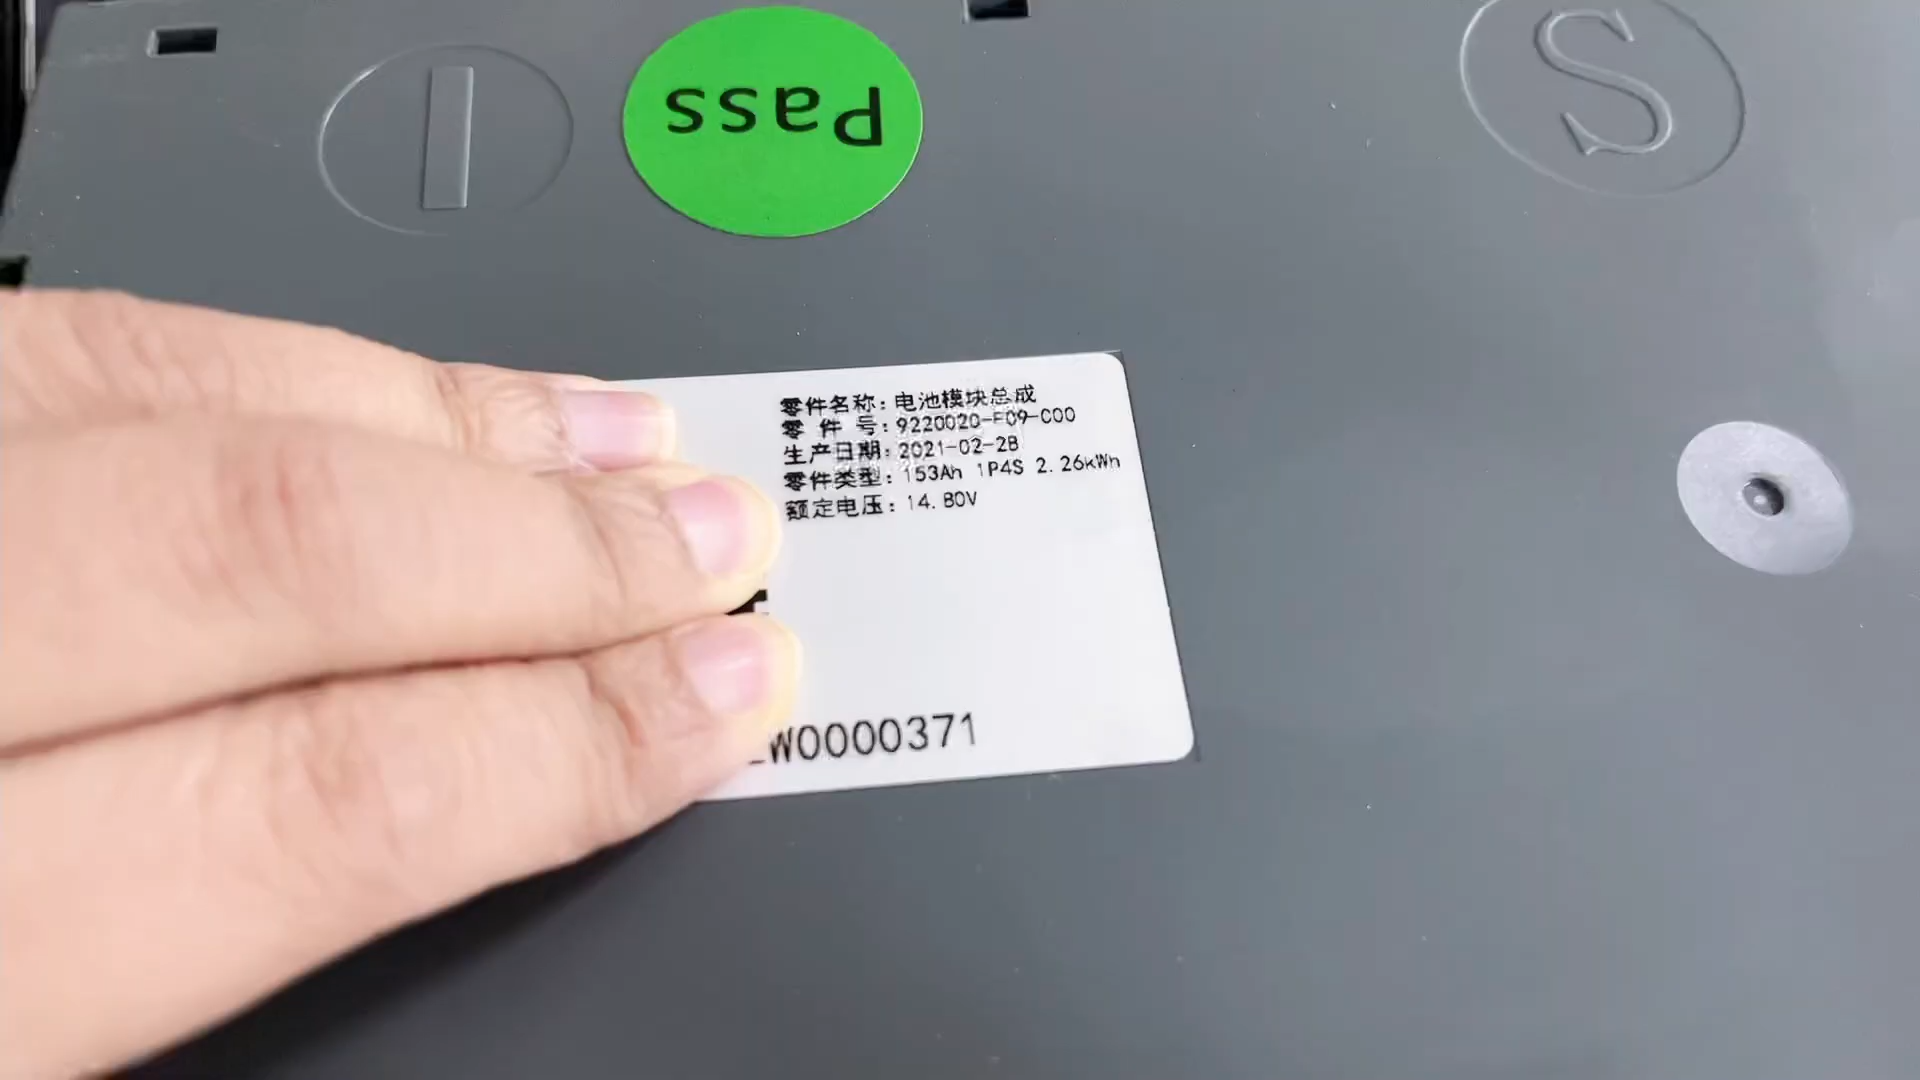 Pass
S
零件名称:电池模块总成
零 件 号:9220020-F09-C00
生产日期:2021-02-28
零件类型:153Ah 1P4S 2.26kWh
额定电压:14.80V
W0000371